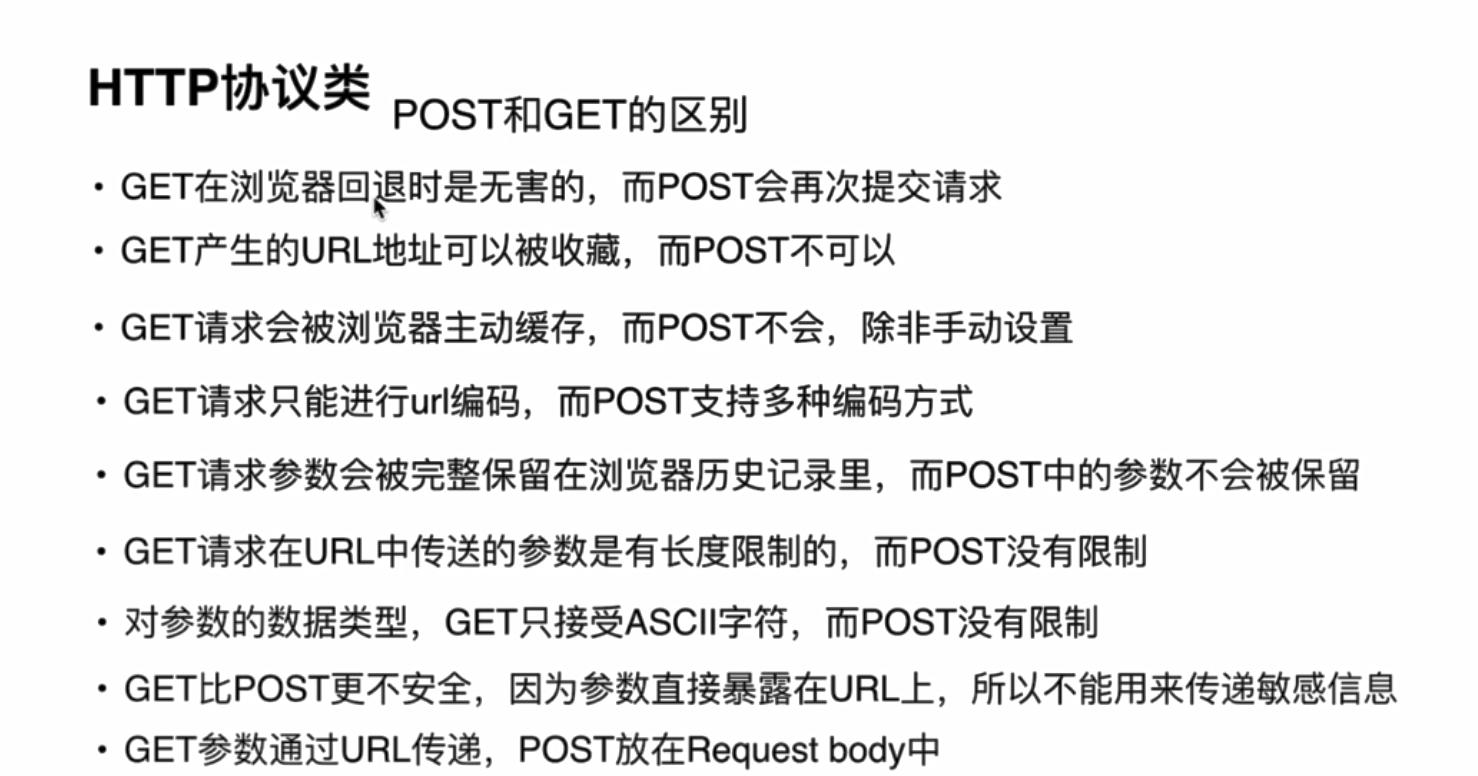 HTTP协议类 POST和GET的区别
• GET在浏览器回退时是无害的，而POST会再次提交请求
• GET产生的URL地址可以被收藏，而POST不可以
• GET请求会被浏览器主动缓存，而POST不会，除非手动设置
• GET请求只能进行url编码，而POST支持多种编码方式
• GET请求参数会被完整保留在浏览器历史记录里，而POST中的参数不会被保留
• GET请求在URL中传送的参数是有长度限制的，而POST没有限制
• 对参数的数据类型，GET只接受ASCII字符，而POST没有限制
• GET比POST更不安全，因为参数直接暴露在URL上，所以不能用来传递敏感信息
• GET参数通过URL传递，POST放在Request body中